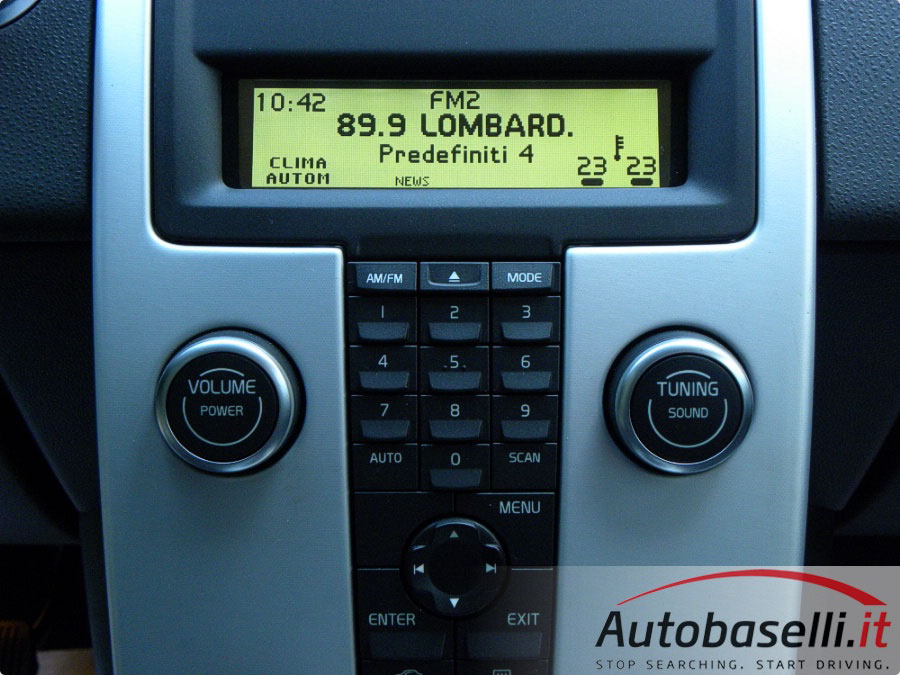 10:42 FM2
89.9 LOMBARD.
Predefiniti 4
CLIMA
AUTOM
NEWS
23 23
AM/FM MODE
1 2 3
4 5 6
7 8 9
AUTO 0 SCAN
VOLUME
POWER
TUNING
SOUND
MENU
ENTER EXIT
Autobaselli.it
STOP SEARCHING. START DRIVING.